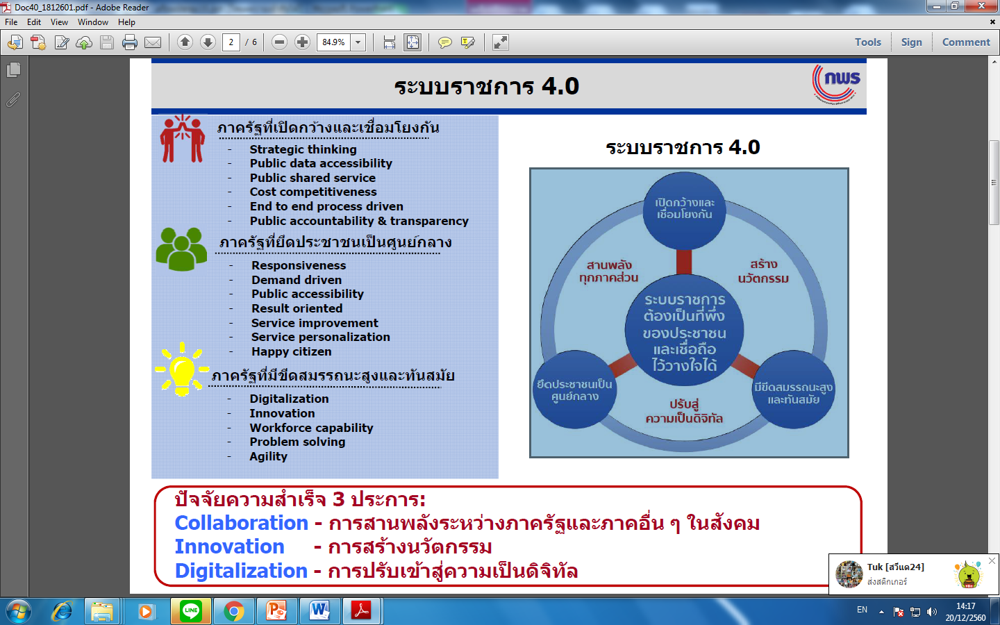 Doc40_1812601.pdf - Adobe Reader
File Edit View Window Help
2 / 6 84.9% Tools Sign Comment
ระบบราชการ 4.0
กพร
ภาครัฐที่เปิดกว้างและเชื่อมโยงกัน
- Strategic thinking
- Public data accessibility
- Public shared service
- Cost competitiveness
- End to end process driven
- Public accountability & transparency
ภาครัฐที่ยึดประชาชนเป็นศูนย์กลาง
- Responsiveness
- Demand driven
- Public accessibility
- Result oriented
- Service improvement
- Service personalization
- Happy citizen
ภาครัฐที่มีขีดสมรรถนะสูงและทันสมัย
- Digitalization
- Innovation
- Workforce capability
- Problem solving
- Agility
ระบบราชการ 4.0
เปิดกว้างและ
เชื่อมโยงกัน
สานพลัง
ทุกภาคส่วน
สร้าง
นวัตกรรม
ระบบราชการ
ต้องเป็นที่พึ่ง
ของประชาชน
และเชื่อถือ
ไว้วางใจได้
ยึดประชาชนเป็น
ศูนย์กลาง
มีขีดสมรรถนะสูง
และทันสมัย
ปรับสู่
ความเป็นดิจิทัล
ปัจจัยความสำเร็จ 3 ประการ:
Collaboration - การสานพลังระหว่างภาครัฐและภาคอื่น ๆ ในสังคม
Innovation - การสร้างนวัตกรรม
Digitalization - การปรับเข้าสู่ความเป็นดิจิทัล
Tuk [สวีแด24]
ส่งสติกเกอร์
EN
14:17
20/12/2560